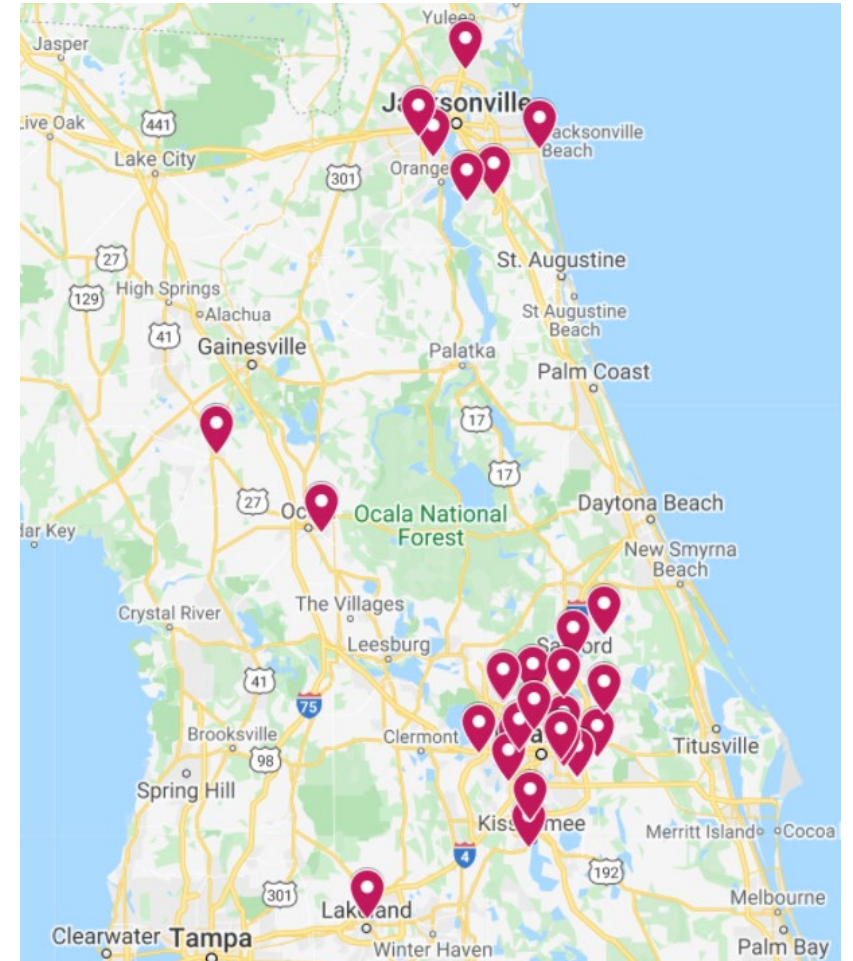 Yulee
Jasper
Jacksonville
Live Oak
441
Jacksonville
Beach
Lake City
Orange
301
27
St. Augustine
129
High Springs
Alachua
St Augustine
Beach
41
Gainesville
Palatka
Palm Coast
17
17
27
Oc
Ocala National
Forest
Daytona Beach
dar Key
New Smyrna
Beach
The Villages
Crystal River
Sanford
Leesburg
41
75
Brooksville
Clermont
Titusville
98
Spring Hill
Kissimmee
Merritt Island
Cocoa
4
192
301
Lakeland
Melbourne
Clearwater
Tampa
Winter Haven
Palm Bay